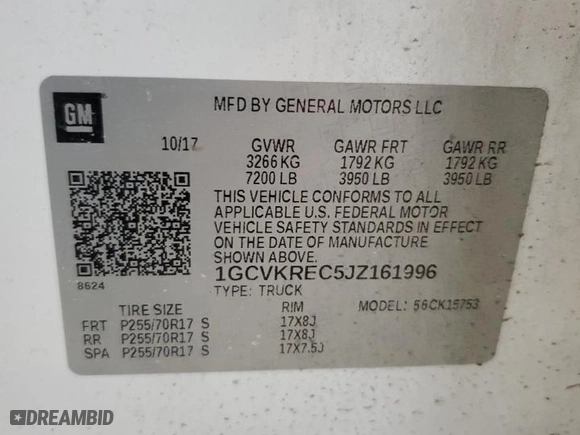 GM
MFD BY GENERAL MOTORS LLC
10/17 GVWR GAWR FRT GAWR RR
3266 KG 1792 KG 1792 KG
7200 LB 3950 LB 3950 LB
THIS VEHICLE CONFORMS TO ALL
APPLICABLE U.S. FEDERAL MOTOR
VEHICLE SAFETY STANDARDS IN EFFECT
ON THE DATE OF MANUFACTURE
SHOWN ABOVE.
1GCVKREC5JZ161996
8624
TYPE: TRUCK MODEL: 56CK15753
TIRE SIZE RIM
FRT P255/70R17 S 17X8J
RR P255/70R17 S 17X8J
SPA P255/70R17 S 17X7.5J
DREAMBID